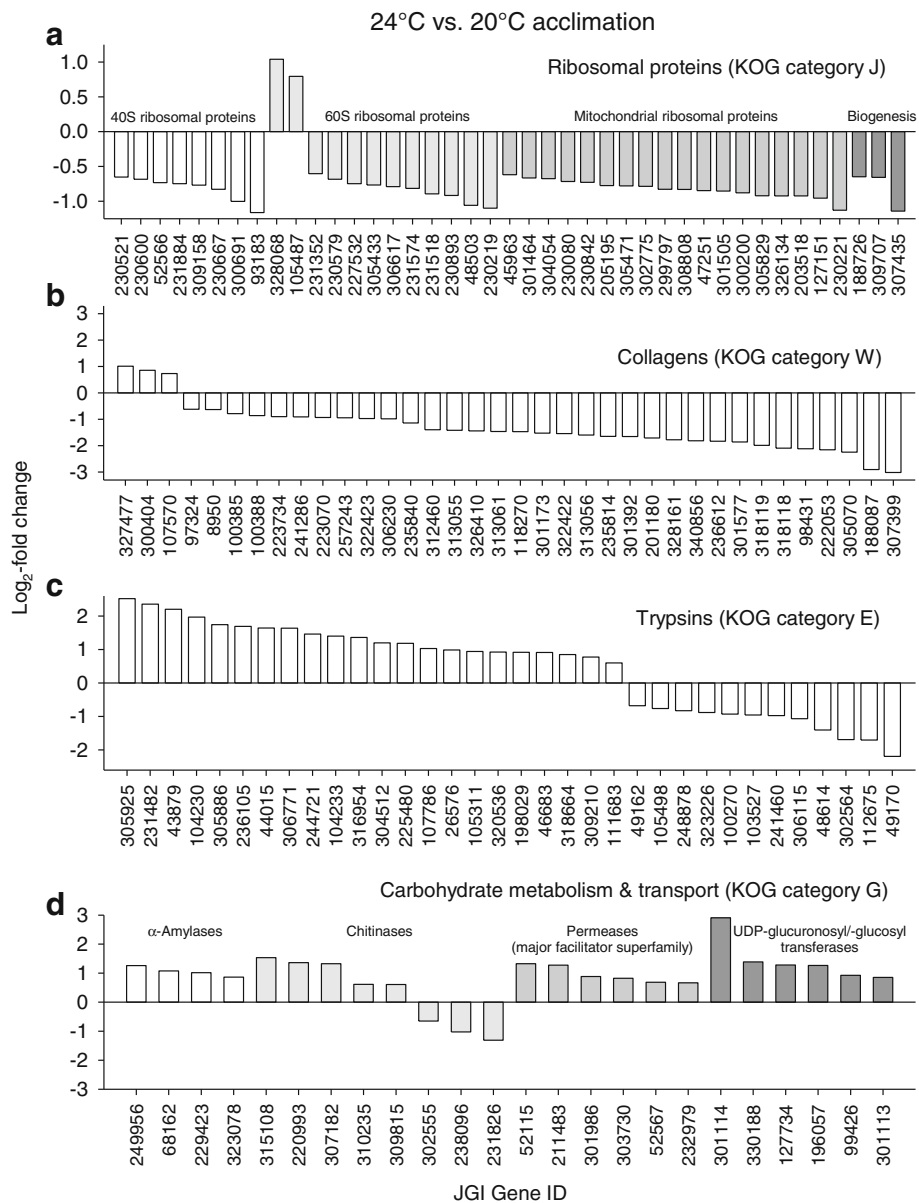 24°C vs. 20°C acclimation
a
Ribosomal proteins (KOG category J)
40S ribosomal proteins
60S ribosomal proteins
Mitochondrial ribosomal proteins
Biogenesis
1.0
0.5
0.0
-0.5
-1.0
230521 230600 52566 231884 309158 230667 300691 93183 328068 105487 231352 230579 227532 305433 306617 231574 231518 230893 48503 230219 45963 301464 304054 230080 230842 205195 305471 302775 299797 308808 47251 301505 300200 305829 326134 203518 127151 230221 188726 309707 307435
b
Collagens (KOG category W)
3
2
1
0
-1
-2
-3
327477 300404 107570 97324 8950 100385 100388 223734 241286 223070 257243 322423 306230 235840 312460 313055 326410 313061 118270 301173 322422 313056 235814 301392 201180 328161 340856 236612 301577 318119 318118 98431 222053 305070 188087 307399
Log2-fold change
c
Trypsins (KOG category E)
2
1
0
-1
-2
305925 231482 43879 104230 305886 236105 44015 306771 244721 104233 316954 304512 225480 107786 26576 105311 320536 198029 46683 318664 309210 111683 49162 105498 248878 323226 100270 103527 241460 306115 48614 302564 112675 49170
d
Carbohydrate metabolism & transport (KOG category G)
α-Amylases
Chitinases
Permeases
(major facilitator superfamily)
UDP-glucuronosyl/-glucosyl
transferases
3
2
1
0
-1
-2
-3
249956 68162 229423 323078 315108 220993 307182 310235 309815 302555 238096 231826 52115 211483 301986 303730 52567 232979 301114 330188 127734 196057 99426 301113
JGI Gene ID